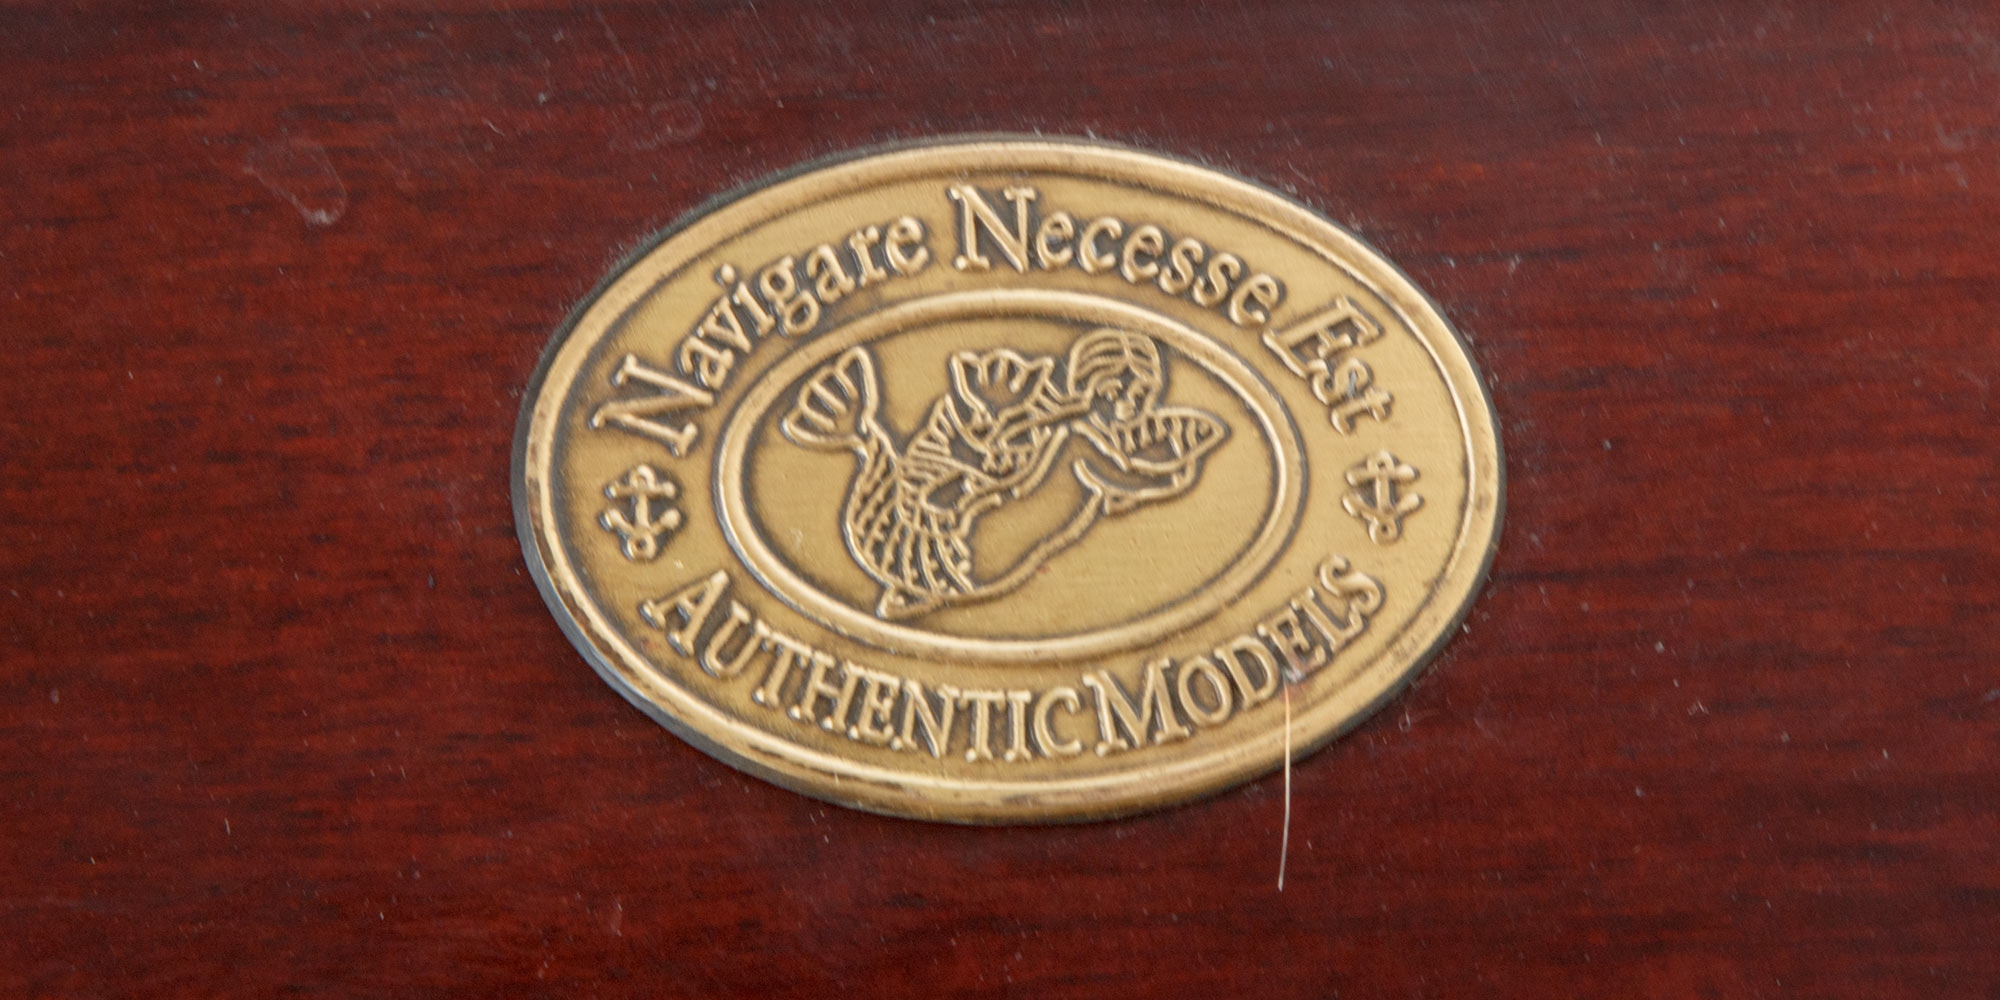 Navigare Necesse Est
AUTHENTIC MODELS